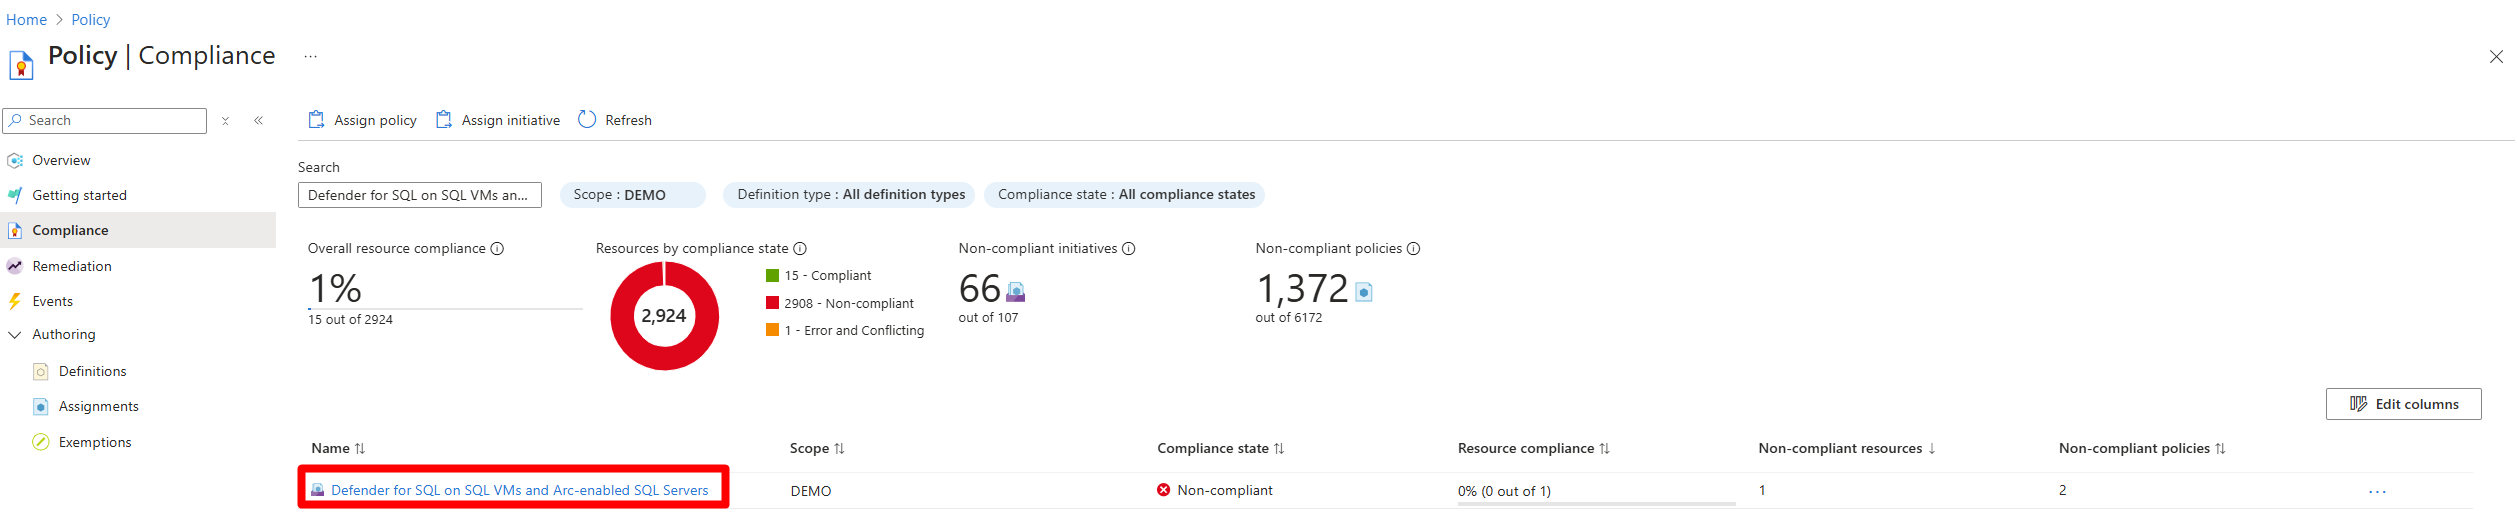 Home > Policy
Policy | Compliance ...
Search
Overview
Getting started
Compliance
Remediation
Events
Authoring
Definitions
Assignments
Exemptions
Assign policy Assign initiative Refresh
Search
Defender for SQL on SQL VMs an... Scope : DEMO Definition type : All definition types Compliance state : All compliance states
Overall resource compliance
1%
15 out of 2924
Resources by compliance state
2,924
15 - Compliant
2908 - Non-compliant
1 - Error and Conflicting
Non-compliant initiatives
66
out of 107
Non-compliant policies
1,372
out of 6172
Edit columns
Name Scope Compliance state Resource compliance Non-compliant resources Non-compliant policies
Defender for SQL on SQL VMs and Arc-enabled SQL Servers DEMO Non-compliant 0% (0 out of 1) 1 2 ...